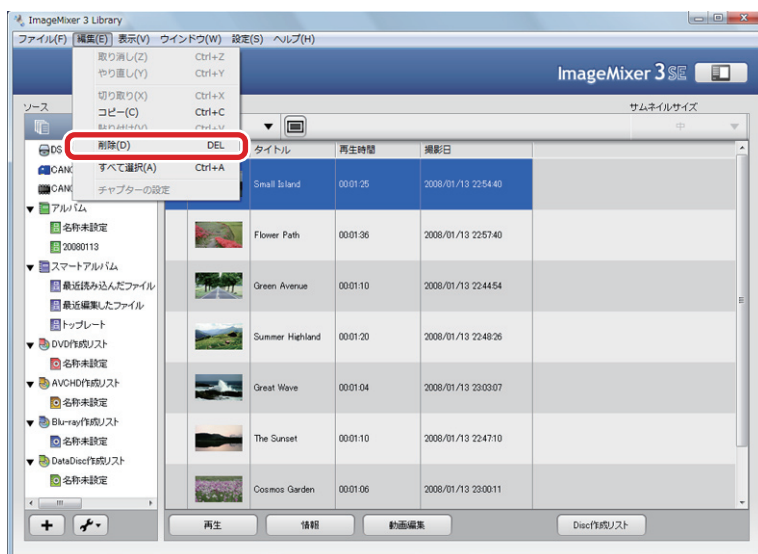 ImageMixer 3 Library
ファイル(F) 編集(E) 表示(V) ウインドウ(W) 設定(S) ヘルプ(H)
取り消し(Z) Ctrl+Z
やり直し(Y) Ctrl+Y
切り取り(X) Ctrl+X
コピー(C) Ctrl+C
貼り付け(V) Ctrl+V
削除(D) DEL
すべて選択(A) Ctrl+A
チャプターの設定
ImageMixer 3 SE
ソース
サムネイルサイズ
中
DS
CANO
CANO
アルバム
名称未設定
20080113
スマートアルバム
最近読み込んだファイル
最近編集したファイル
トップレート
DVD作成リスト
名称未設定
AVCHD作成リスト
名称未設定
Blu-ray作成リスト
名称未設定
DataDisc作成リスト
名称未設定
タイトル 再生時間 撮影日
Small Island 00:01:25 2008/01/13 22:54:40
Flower Path 00:01:36 2008/01/13 22:57:40
Green Avenue 00:01:10 2008/01/13 22:44:54
Summer Highland 00:01:20 2008/01/13 22:48:26
Great Wave 00:01:04 2008/01/13 23:03:07
The Sunset 00:01:10 2008/01/13 22:47:10
Cosmos Garden 00:01:06 2008/01/13 23:00:11
再生 情報 動画編集 Disc作成リスト